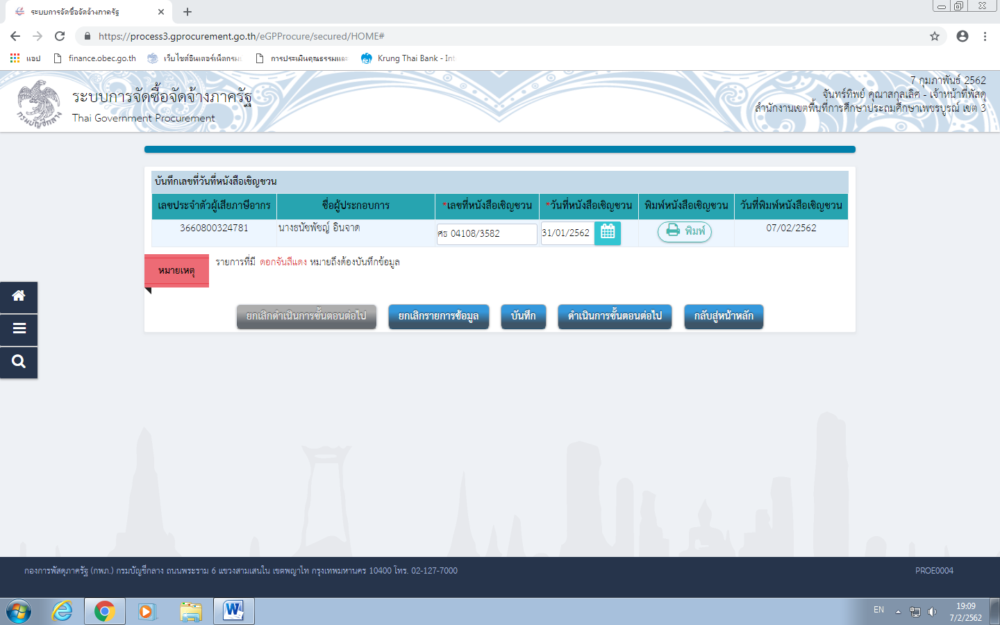 ระบบการจัดซื้อจัดจ้างภาครัฐ
https://process3.gprocurement.go.th/eGPProcure/secured/HOME#
แอป finance.obec.go.th เว็บไซต์อินเตอร์เน็ตกรม การประเมินคุณธรรมและ Krung Thai Bank - Int
7 กุมภาพันธ์ 2562
ระบบการจัดซื้อจัดจ้างภาครัฐ
จันทร์ทิพย์ คุณาสกุลเลิศ - เจ้าหน้าที่พัสดุ
Thai Government Procurement
สำนักงานเขตพื้นที่การศึกษาประถมศึกษาเพชรบูรณ์ เขต 3
กรมบัญชีกลาง
บันทึกเลขที่วันที่หนังสือเชิญชวน
เลขประจำตัวผู้เสียภาษีอากร ชื่อผู้ประกอบการ *เลขที่หนังสือเชิญชวน *วันที่หนังสือเชิญชวน พิมพ์หนังสือเชิญชวน วันที่พิมพ์หนังสือเชิญชวน
3660800324781 นางธนัชพัชญ์ อินจาด ศธ 04108/3582 31/01/2562 พิมพ์ 07/02/2562
หมายเหตุ รายการที่มี ดอกจันสีแดง หมายถึงต้องบันทึกข้อมูล
ยกเลิกดำเนินการขั้นตอนต่อไป ยกเลิกรายการข้อมูล บันทึก ดำเนินการขั้นตอนต่อไป กลับสู่หน้าหลัก
กองการพัสดุภาครัฐ (กพภ.) กรมบัญชีกลาง ถนนพระราม 6 แขวงสามเสนใน เขตพญาไท กรุงเทพมหานคร 10400 โทร. 02-127-7000 PROE0004
EN 19:09
7/2/2562